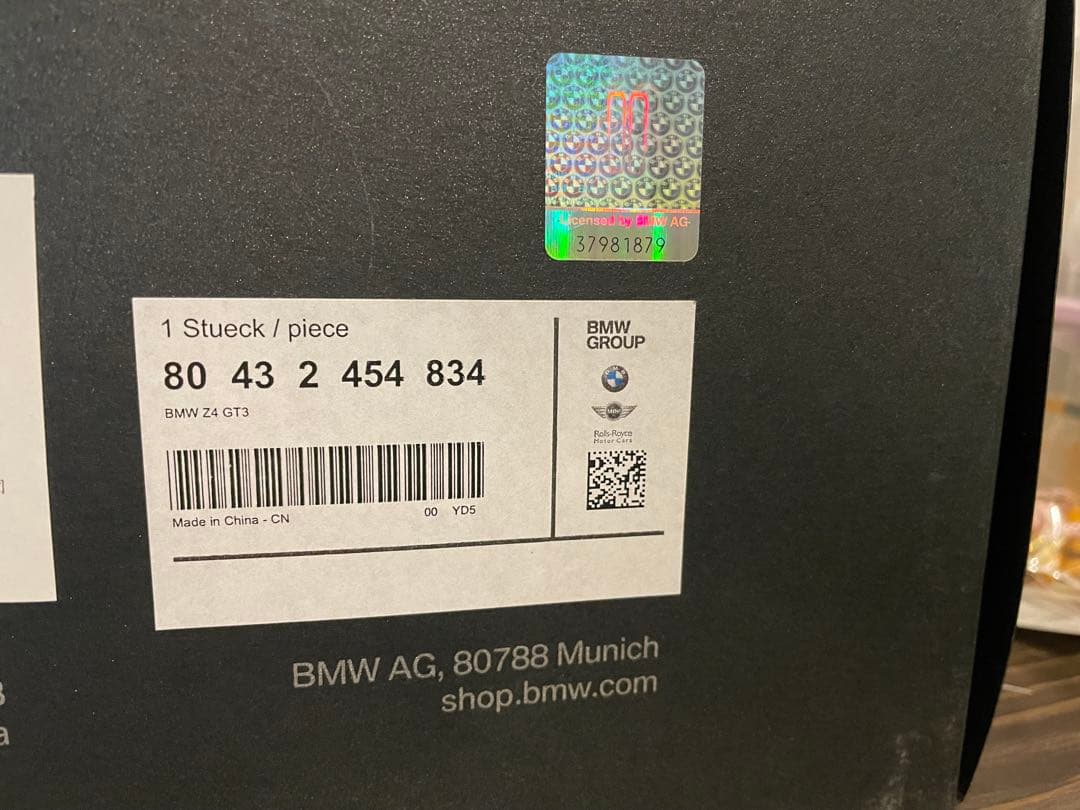 Licensed by BMW AG
37981879
1 Stueck / piece
80 43 2 454 834
BMW Z4 GT3
Made in China - CN
00 YD5
BMW
GROUP
MINI
Rolls-Royce
Motor Cars
BMW AG, 80788 Munich
shop.bmw.com
a